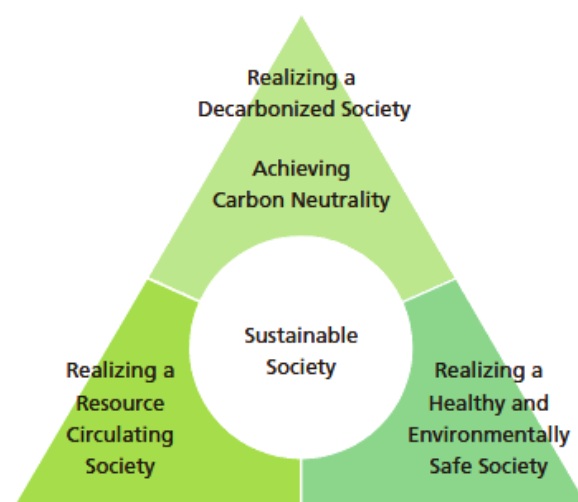 Realizing a
Decarbonized Society
Achieving
Carbon Neutrality
Sustainable
Society
Realizing a
Resource
Circulating
Society
Realizing a
Healthy and
Environmentally
Safe Society